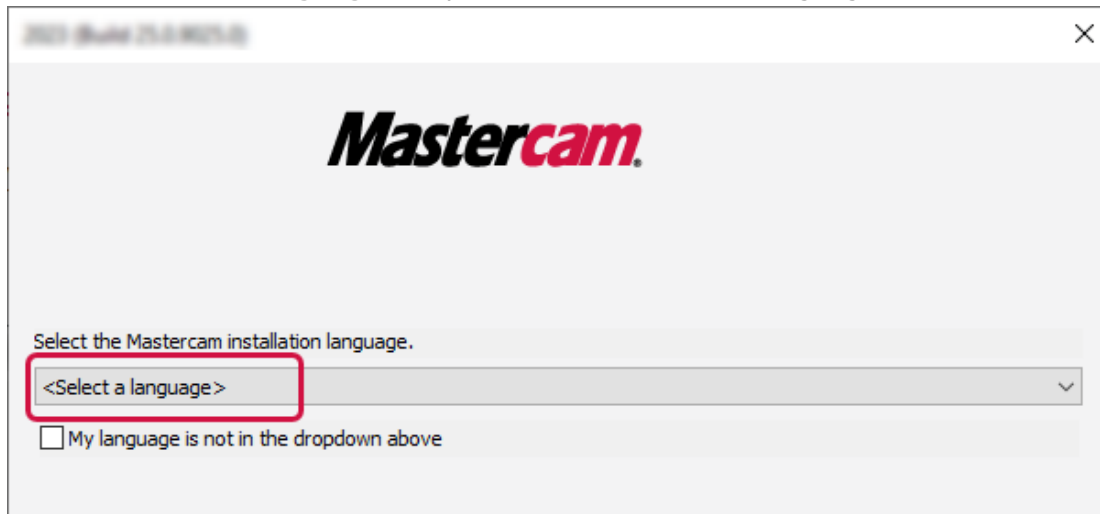 Mastercam.
Select the Mastercam installation language.
<Select a language>
My language is not in the dropdown above